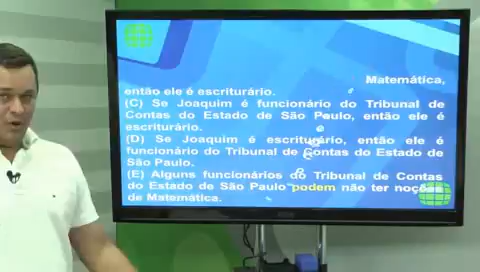 Matemática,
então ele é escriturário.
(C) Se Joaquim é funcionário do Tribunal de
Contas do Estado de São Paulo, então ele é
escriturário.
(D) Se Joaquim é escriturário, então ele é
funcionário do Tribunal de Contas do Estado de
São Paulo.
(E) Alguns funcionários do Tribunal de Contas
do Estado de São Paulo podem não ter noções
de Matemática.